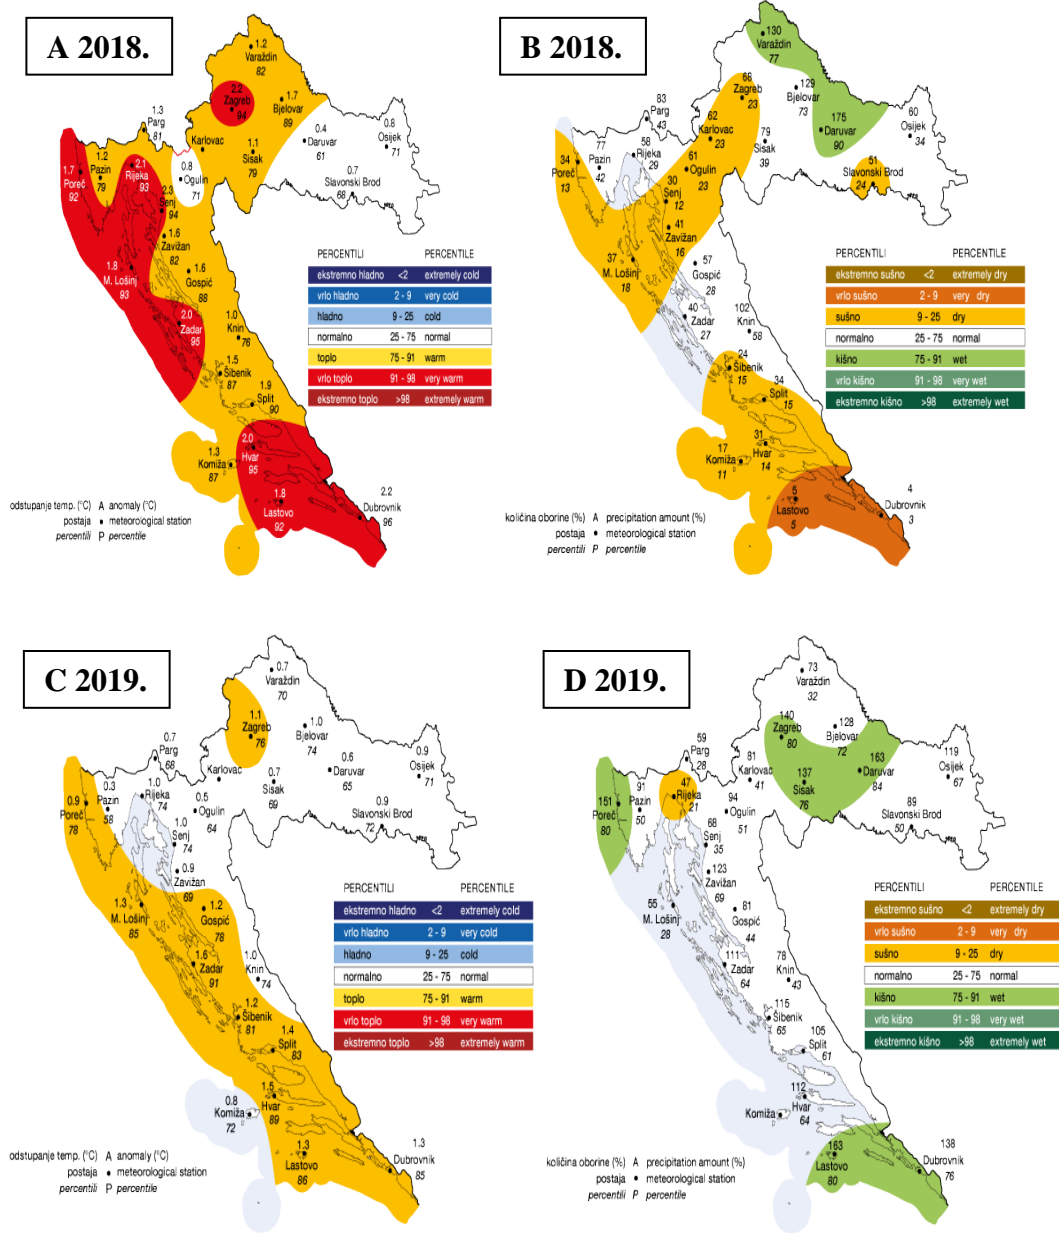 A 2018.
1.2
Varaždin
82
2.2
Zagreb
94
1.7
Bjelovar
89
1.3
Parg
81
Karlovac
1.1
Sisak
79
0.4
Daruvar
61
0.8
Osijek
71
1.7
Poreč
92
1.2
Pazin
79
2.1
Rijeka
93
0.8
Ogulin
71
0.7
Slavonski Brod
68
2.3
Senj
94
1.6
Zavižan
82
1.8
M. Lošinj
93
1.6
Gospić
88
2.0
Zadar
95
1.0
Knin
76
1.5
Šibenik
87
1.9
Split
90
1.3
Komiža
87
2.0
Hvar
95
1.8
Lastovo
92
2.2
Dubrovnik
96
PERCENTILI PERCENTILE
ekstremno hladno <2 extremely cold
vrlo hladno 2 - 9 very cold
hladno 9 - 25 cold
normalno 25 - 75 normal
toplo 75 - 91 warm
vrlo toplo 91 - 98 very warm
ekstremno toplo >98 extremely warm
odstupanje temp. (°C) A anomaly (°C)
postaja • meteorological station
percentili P percentile
B 2018.
130
Varaždin
77
68
Zagreb
23
129
Bjelovar
73
83
Parg
43
62
Karlovac
23
79
Sisak
39
175
Daruvar
90
60
Osijek
34
34
Poreč
13
77
Pazin
42
58
Rijeka
29
61
Ogulin
23
51
Slavonski Brod
24
30
Senj
12
41
Zavižan
16
37
M. Lošinj
18
57
Gospić
28
40
Zadar
27
102
Knin
58
24
Šibenik
15
34
Split
15
17
Komiža
11
31
Hvar
14
5
Lastovo
5
4
Dubrovnik
3
PERCENTILI PERCENTILE
ekstremno sušno <2 extremely dry
vrlo sušno 2 - 9 very dry
sušno 9 - 25 dry
normalno 25 - 75 normal
kišno 75 - 91 wet
vrlo kišno 91 - 98 very wet
ekstremno kišno >98 extremely wet
količina oborine (%) A precipitation amount (%)
postaja • meteorological station
percentili P percentile
C 2019.
0.7
Varaždin
70
1.1
Zagreb
76
1.0
Bjelovar
74
0.7
Parg
68
Karlovac
0.7
Sisak
69
0.6
Daruvar
65
0.9
Osijek
71
0.9
Poreč
78
0.3
Pazin
58
1.0
Rijeka
74
0.5
Ogulin
64
0.9
Slavonski Brod
72
1.0
Senj
74
0.9
Zavižan
69
1.3
M. Lošinj
85
1.2
Gospić
78
1.6
Zadar
91
1.0
Knin
74
1.2
Šibenik
81
1.4
Split
83
0.8
Komiža
72
1.5
Hvar
89
1.3
Lastovo
86
1.3
Dubrovnik
85
PERCENTILI PERCENTILE
ekstremno hladno <2 extremely cold
vrlo hladno 2 - 9 very cold
hladno 9 - 25 cold
normalno 25 - 75 normal
toplo 75 - 91 warm
vrlo toplo 91 - 98 very warm
ekstremno toplo >98 extremely warm
odstupanje temp. (°C) A anomaly (°C)
postaja • meteorological station
percentili P percentile
D 2019.
73
Varaždin
32
140
Zagreb
80
128
Bjelovar
72
59
Parg
28
81
Karlovac
41
137
Sisak
76
163
Daruvar
84
119
Osijek
67
151
Poreč
80
91
Pazin
50
47
Rijeka
21
94
Ogulin
51
89
Slavonski Brod
50
68
Senj
35
123
Zavižan
69
55
M. Lošinj
28
81
Gospić
44
111
Zadar
64
78
Knin
43
115
Šibenik
65
105
Split
61
Komiža
112
Hvar
64
163
Lastovo
80
138
Dubrovnik
76
PERCENTILI PERCENTILE
ekstremno sušno <2 extremely dry
vrlo sušno 2 - 9 very dry
sušno 9 - 25 dry
normalno 25 - 75 normal
kišno 75 - 91 wet
vrlo kišno 91 - 98 very wet
ekstremno kišno >98 extremely wet
količina oborine (%) A precipitation amount (%)
postaja • meteorological station
percentili P percentile